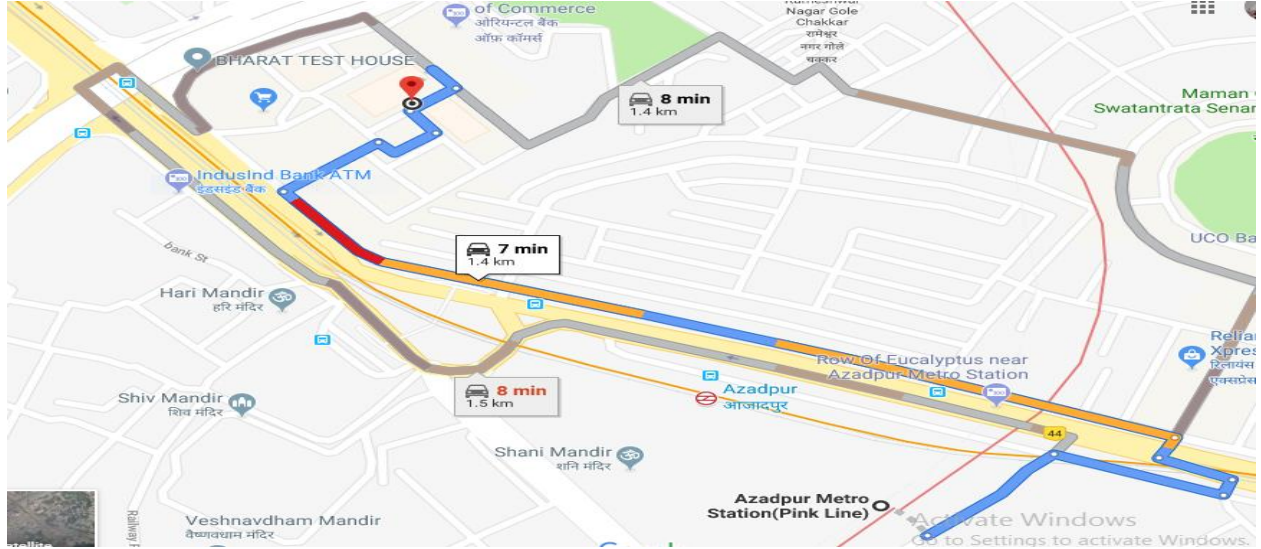 of Commerce
ओरियन्टल बैंक
ऑफ़ कॉमर्स
Nagar Gole
Chakkar
रामेश्वर
नगर गोले
चक्कर
BHARAT TEST HOUSE
8 min
1.4 km
Maman
Swatantrata Senar
IndusInd Bank ATM
इंडसइंड बैंक
UCO Ba
bank St
7 min
1.4 km
Hari Mandir
हरि मंदिर
Relia
Xpres
रिलायंस
एक्सप्रेस
Row Of Eucalyptus near
Azadpur Metro Station
8 min
1.5 km
Azadpur
आज़ादपुर
Shiv Mandir
शिव मंदिर
44
Shani Mandir
शनि मंदिर
Azadpur Metro
Station(Pink Line)
Activate Windows
Go to Settings to activate Windows.
Veshnavdham Mandir
वैष्णवधाम मंदिर
Railway